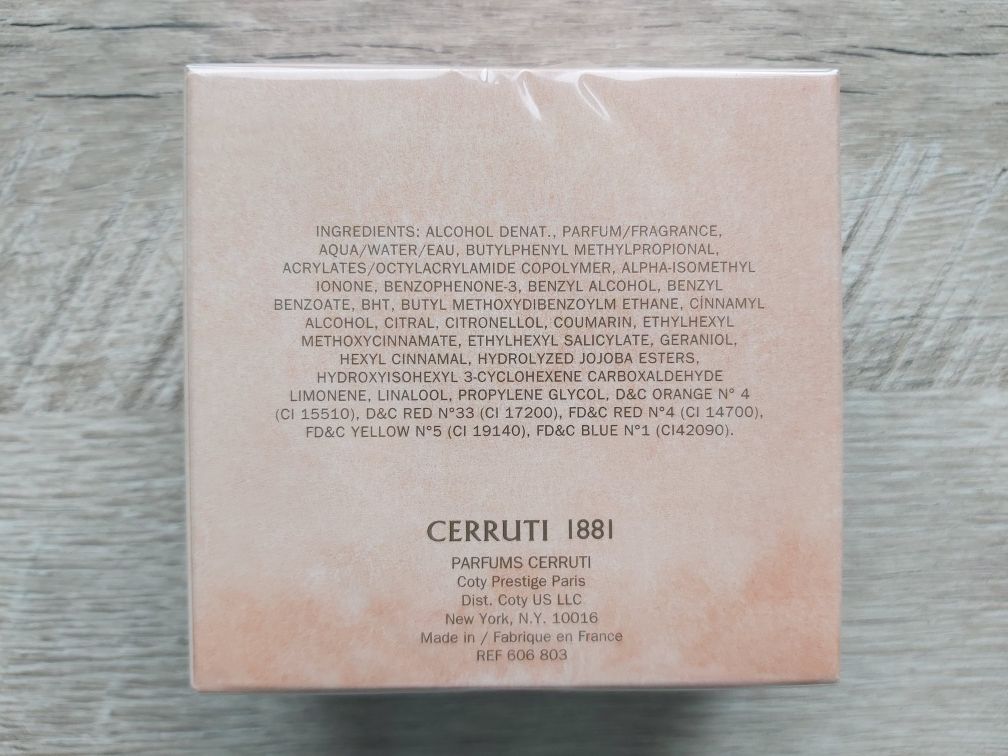 INGREDIENTS: ALCOHOL DENAT., PARFUM/FRAGRANCE,
AQUA/WATER/EAU, BUTYLPHENYL METHYLPROPIONAL,
ACRYLATES/OCTYLACRYLAMIDE COPOLYMER, ALPHA-ISOMETHYL
IONONE, BENZOPHENONE-3, BENZYL ALCOHOL, BENZYL
BENZOATE, BHT, BUTYL METHOXYDIBENZOYLM ETHANE, CINNAMYL
ALCOHOL, CITRAL, CITRONELLOL, COUMARIN, ETHYLHEXYL
METHOXYCINNAMATE, ETHYLHEXYL SALICYLATE, GERANIOL,
HEXYL CINNAMAL, HYDROLYZED JOJOBA ESTERS,
HYDROXYISOHEXYL 3-CYCLOHEXENE CARBOXALDEHYDE
LIMONENE, LINALOOL, PROPYLENE GLYCOL, D&C ORANGE N° 4
(CI 15510), D&C RED N°33 (CI 17200), FD&C RED N°4 (CI 14700),
FD&C YELLOW N°5 (CI 19140), FD&C BLUE N°1 (CI42090).
CERRUTI 1881
PARFUMS CERRUTI
Coty Prestige Paris
Dist. Coty US LLC
New York, N.Y. 10016
Made in / Fabrique en France
REF 606 803